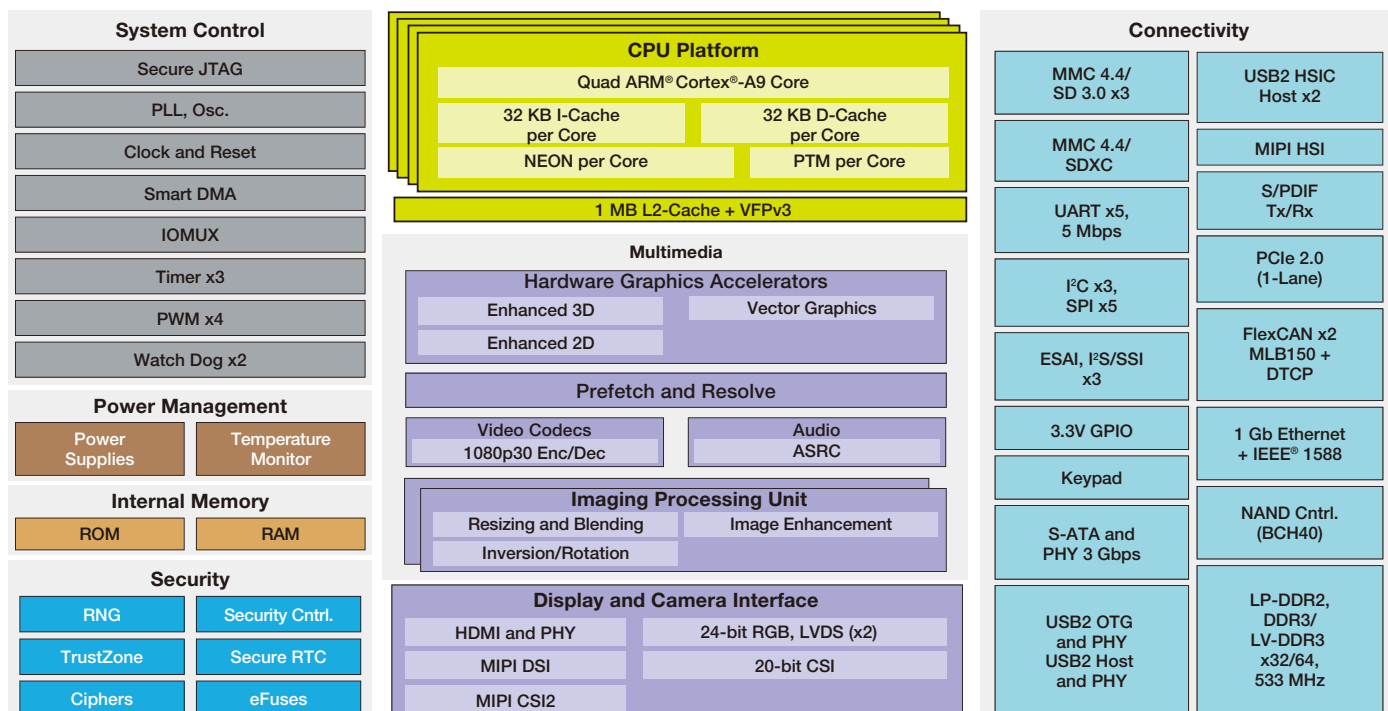 System Control
Secure JTAG
PLL, Osc.
Clock and Reset
Smart DMA
IOMUX
Timer x3
PWM x4
Watch Dog x2
Power Management
Power
Supplies
Temperature
Monitor
Internal Memory
ROM
RAM
Security
RNG
Security Cntrl.
TrustZone
Secure RTC
Ciphers
eFuses
CPU Platform
Quad ARM® Cortex®-A9 Core
32 KB I-Cache
per Core
32 KB D-Cache
per Core
NEON per Core
PTM per Core
1 MB L2-Cache + VFPv3
Multimedia
Hardware Graphics Accelerators
Enhanced 3D
Vector Graphics
Enhanced 2D
Prefetch and Resolve
Video Codecs
1080p30 Enc/Dec
Audio
ASRC
Imaging Processing Unit
Resizing and Blending
Image Enhancement
Inversion/Rotation
Display and Camera Interface
HDMI and PHY
24-bit RGB, LVDS (x2)
MIPI DSI
20-bit CSI
MIPI CSI2
Connectivity
MMC 4.4/
SD 3.0 x3
MMC 4.4/
SDXC
UART x5,
5 Mbps
I²C x3,
SPI x5
ESAI, I²S/SSI
x3
3.3V GPIO
Keypad
S-ATA and
PHY 3 Gbps
USB2 OTG
and PHY
USB2 Host
and PHY
USB2 HSIC
Host x2
MIPI HSI
S/PDIF
Tx/Rx
PCIe 2.0
(1-Lane)
FlexCAN x2
MLB150 +
DTCP
1 Gb Ethernet
+ IEEE® 1588
NAND Cntrl.
(BCH40)
LP-DDR2,
DDR3/
LV-DDR3
x32/64,
533 MHz